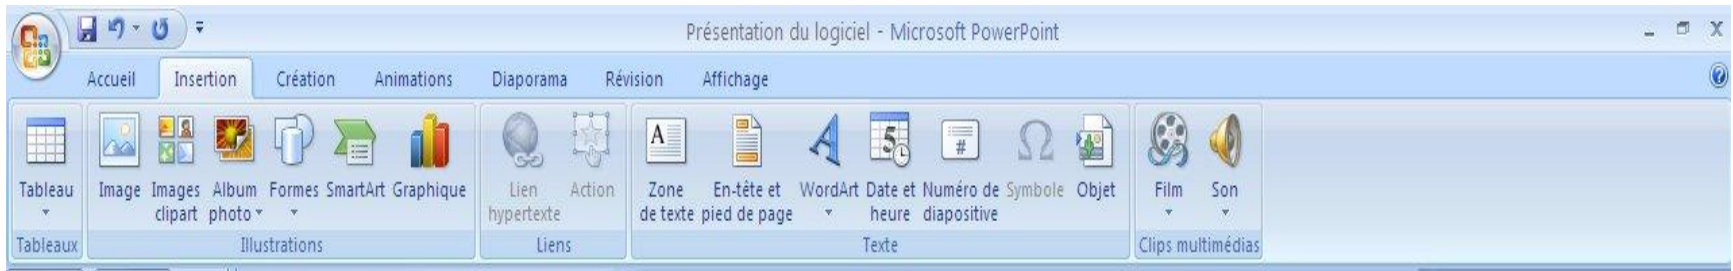 Présentation du logiciel - Microsoft PowerPoint
Accueil Insertion Création Animations Diaporama Révision Affichage
Tableau Image Images clipart Album photo Formes SmartArt Graphique Lien hypertexte Action Zone de texte En-tête et pied de page WordArt Date et heure Numéro de diapositive Symbole Objet Film Son
Tableaux Illustrations Liens Texte Clips multimédias